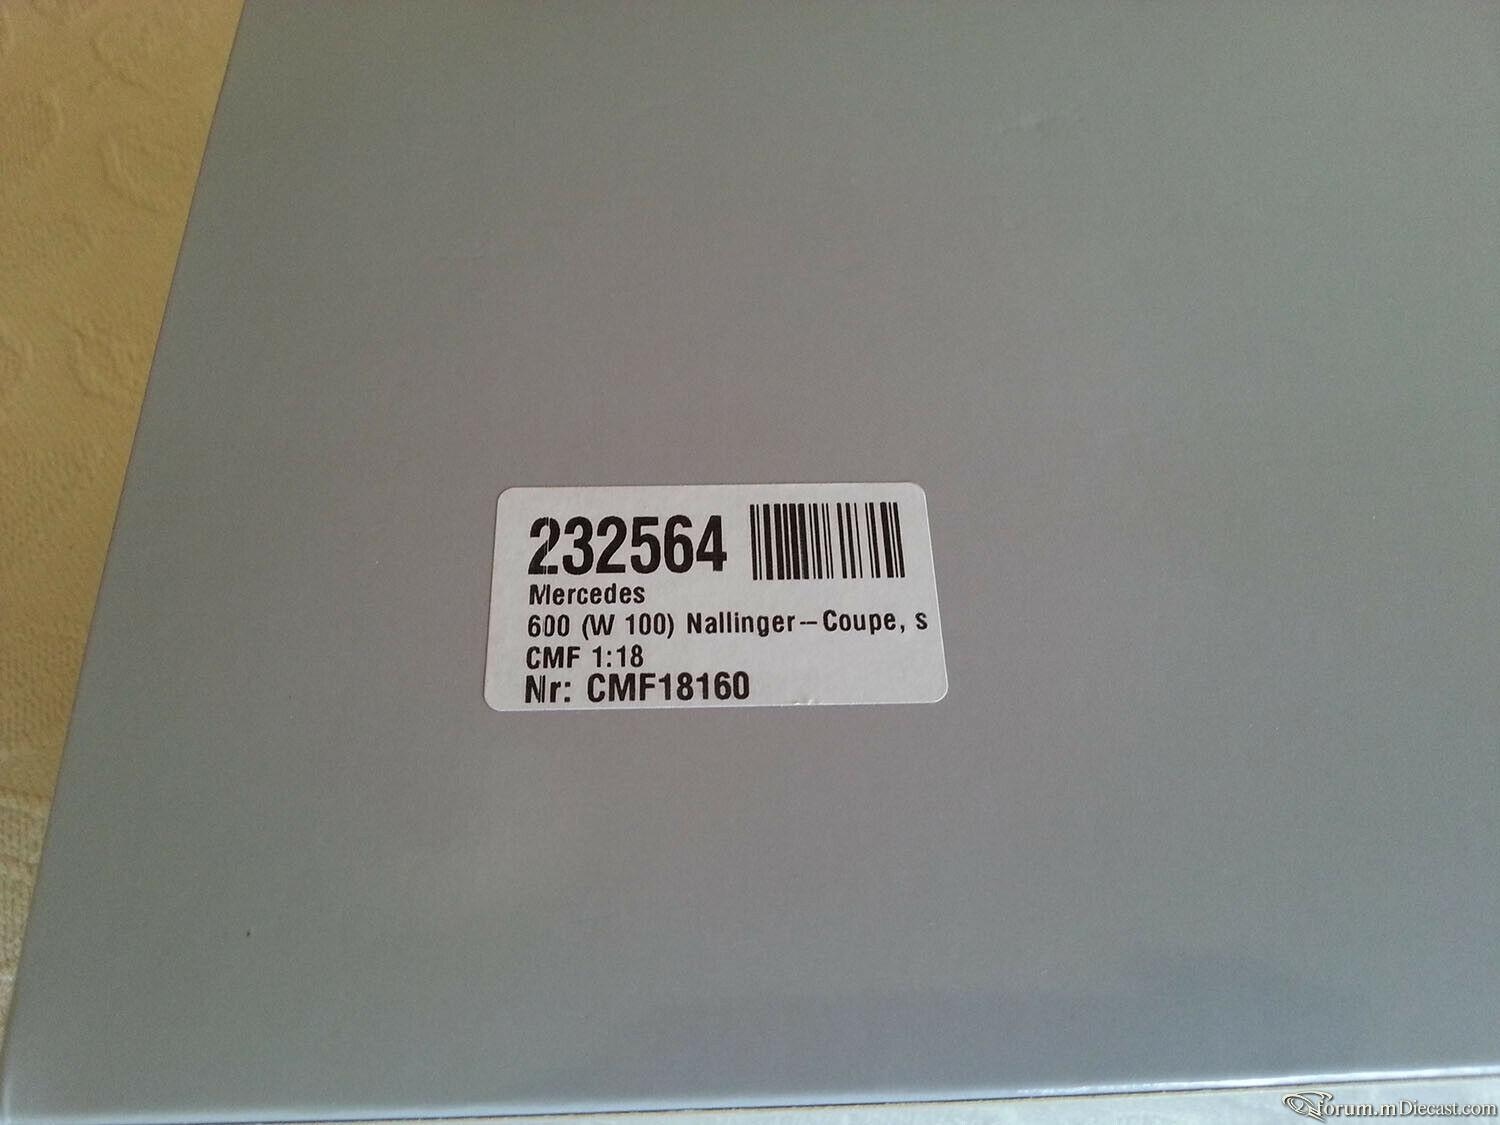 232564
Mercedes
600 (W 100) Nallinger--Coupe, s
CMF 1:18
Nr: CMF18160
forum.mDiecast.com